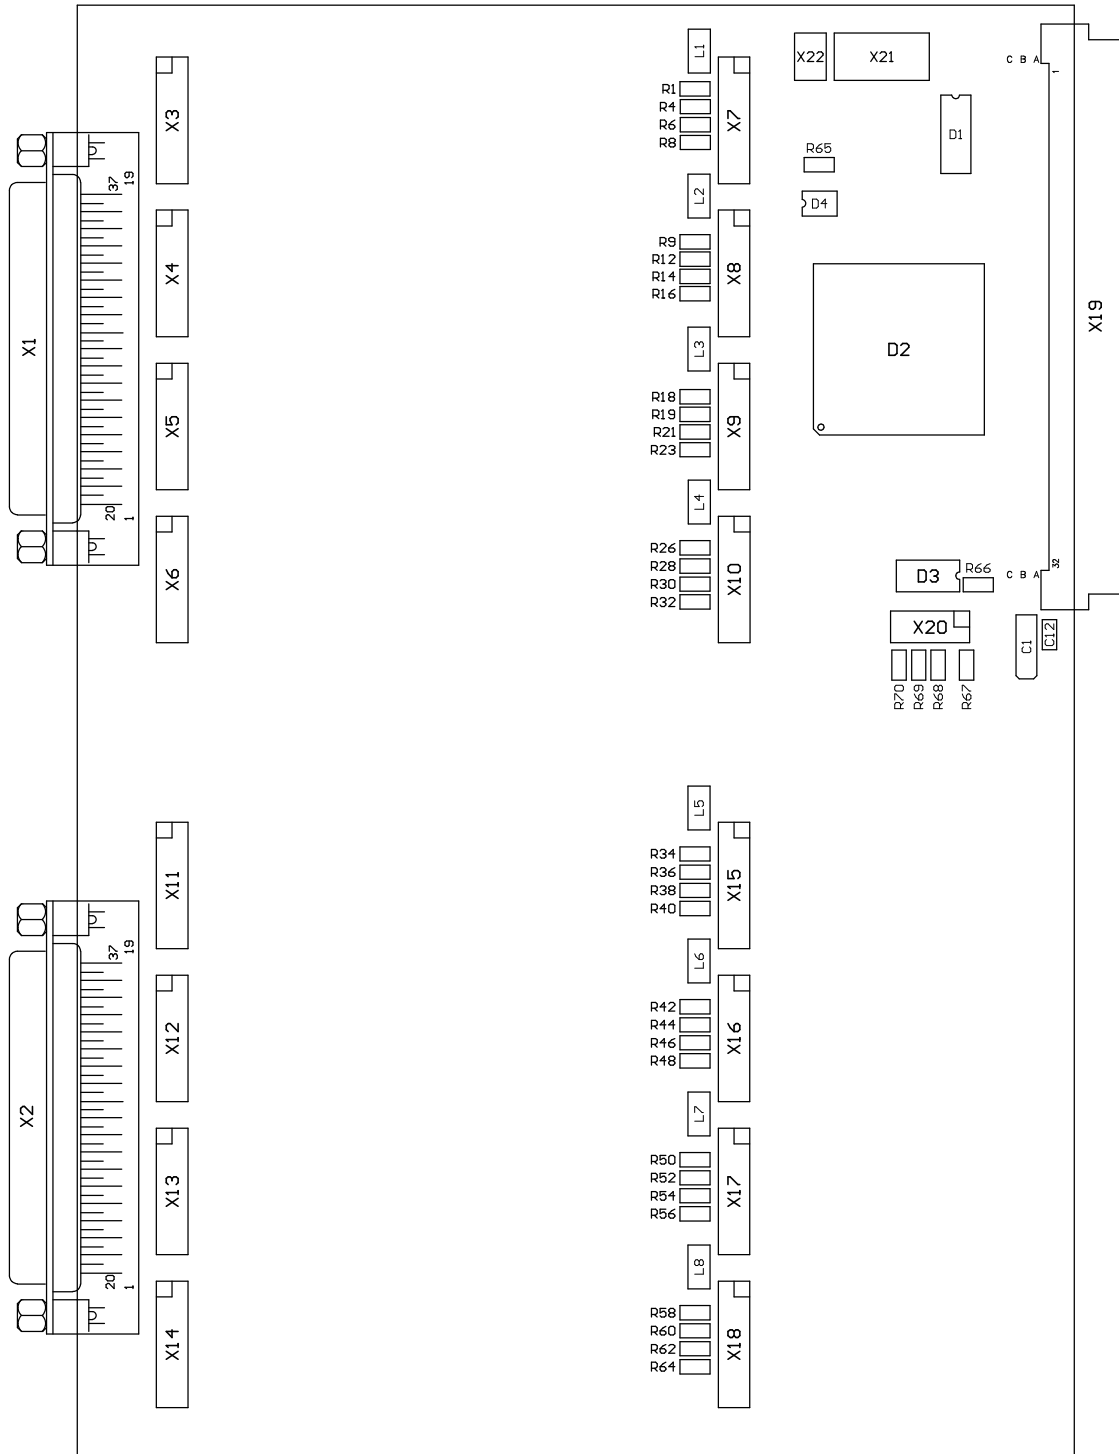 L1
X22
X21
C B A
1
X3
R1
R4
R6
R8
X7
D1
R65
37
19
L2
D4
X4
R9
R12
R14
R16
X8
X1
X19
L3
D2
X5
R18
R19
R21
R23
X9
L4
20
1
X6
R26
R28
R30
R32
X10
D3
R66
C B A
32
X20
C1
C12
R70
R69
R68
R67
L5
X11
R34
R36
R38
R40
X15
37
19
L6
X12
R42
R44
R46
R48
X16
X2
L7
X13
R50
R52
R54
R56
X17
L8
20
1
X14
R58
R60
R62
R64
X18